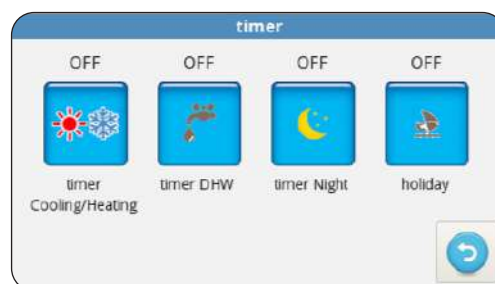 timer
OFF OFF OFF OFF
timer Cooling/Heating
timer DHW
timer Night
holiday